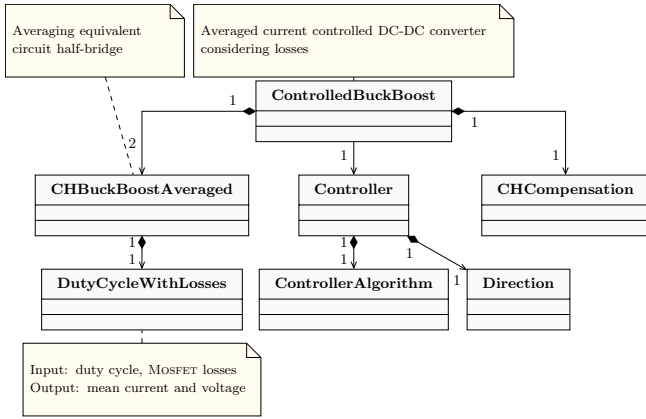 Averaging equivalent
circuit half-bridge
Averaged current controlled DC-DC converter
considering losses
ControlledBuckBoost
1
1
2
1
1
CHBuckBoostAveraged
Controller
CHCompensation
1
1
1
1
1
1
DutyCycleWithLosses
ControllerAlgorithm
Direction
Input: duty cycle, MOSFET losses
Output: mean current and voltage